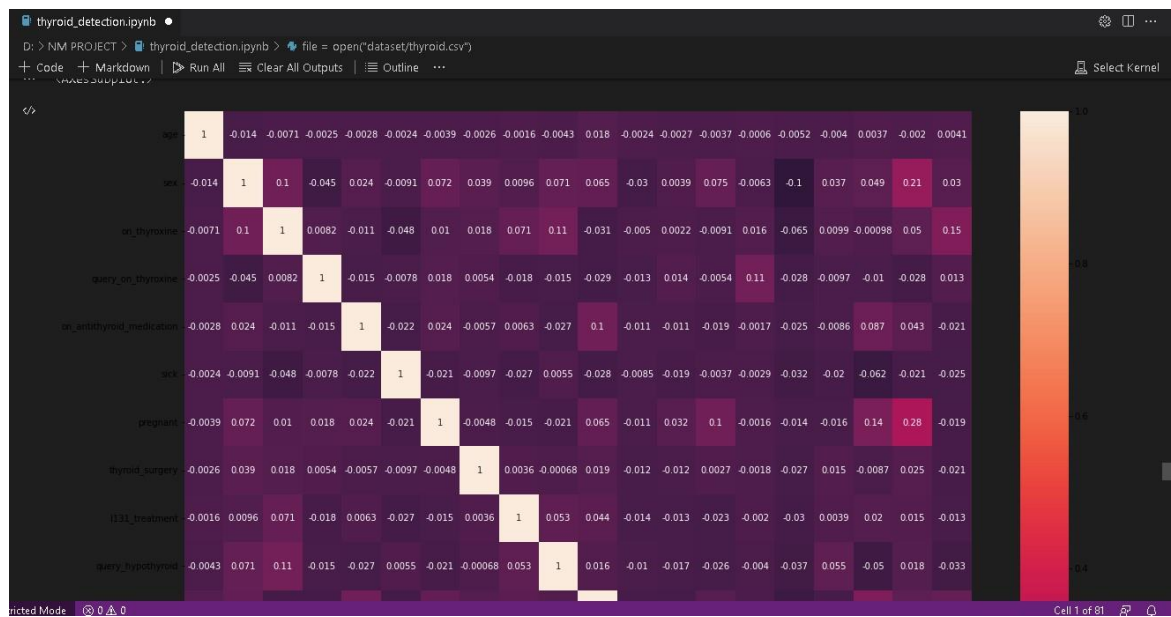 thyroid_detection.ipynb ●
D: > NM PROJECT > thyroid_detection.ipynb > file = open("dataset/thyroid.csv")
+ Code + Markdown | Run All Clear All Outputs | Outline ··· Select Kernel
··· <AxesSubplot:>
</> 1.0
age 1 -0.014 -0.0071 -0.0025 -0.0028 -0.0024 -0.0039 -0.0026 -0.0016 -0.0043 0.018 -0.0024 -0.0027 -0.0037 -0.0006 -0.0052 -0.004 0.0037 -0.002 0.0041
sex -0.014 1 0.1 -0.045 0.024 -0.0091 0.072 0.039 0.0096 0.071 0.065 -0.03 0.0039 0.075 -0.0063 -0.1 0.037 0.049 0.21 0.03
on_thyroxine -0.0071 0.1 1 0.0082 -0.011 -0.048 0.01 0.018 0.071 0.11 -0.031 -0.005 0.0022 -0.0091 0.016 -0.065 0.0099 -0.00098 0.05 0.15
0.8
query_on_thyroxine -0.0025 -0.045 0.0082 1 -0.015 -0.0078 0.018 0.0054 -0.018 -0.015 -0.029 -0.013 0.014 -0.0054 0.11 -0.028 -0.0097 -0.01 -0.028 0.013
on_antithyroid_medication -0.0028 0.024 -0.011 -0.015 1 -0.022 0.024 -0.0057 0.0063 -0.027 0.1 -0.011 -0.011 -0.019 -0.0017 -0.025 -0.0086 0.087 0.043 -0.021
sick -0.0024 -0.0091 -0.048 -0.0078 -0.022 1 -0.021 -0.0097 -0.027 0.0055 -0.028 -0.0085 -0.019 -0.0037 -0.0029 -0.032 -0.02 -0.062 -0.021 -0.025
pregnant -0.0039 0.072 0.01 0.018 0.024 -0.021 1 -0.0048 -0.015 -0.021 0.065 -0.011 0.032 0.1 -0.0016 -0.014 -0.016 0.14 0.28 -0.019
0.6
thyroid_surgery -0.0026 0.039 0.018 0.0054 -0.0057 -0.0097 -0.0048 1 0.0036 -0.00068 0.019 -0.012 -0.012 0.0027 -0.0018 -0.027 0.015 -0.0087 0.025 -0.021
I131_treatment -0.0016 0.0096 0.071 -0.018 0.0063 -0.027 -0.015 0.0036 1 0.053 0.044 -0.014 -0.013 -0.023 -0.002 -0.03 0.0039 0.02 0.015 -0.013
query_hypothyroid -0.0043 0.071 0.11 -0.015 -0.027 0.0055 -0.021 -0.00068 0.053 1 0.016 -0.01 -0.017 -0.026 -0.004 -0.037 0.055 -0.05 0.018 -0.033
0.4
tricted Mode 0 0 Cell 1 of 81